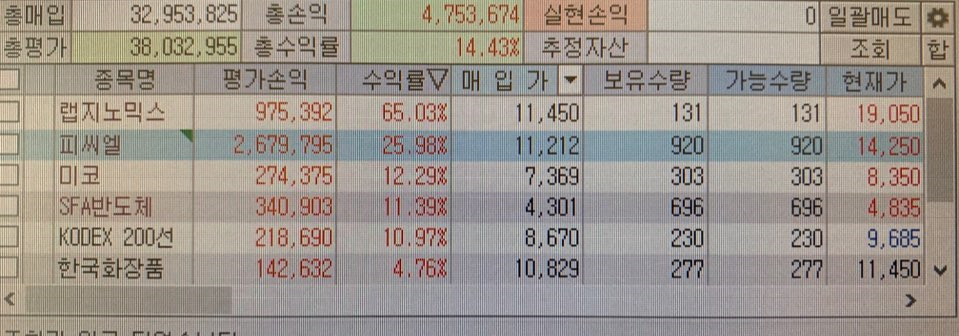 총매입 32,953,825 총손익 4,753,674 실현손익 0 일괄매도
총평가 38,032,955 총수익률 14.43% 추정자산 조회 합
종목명 평가손익 수익률▽ 매 입 가 보유수량 가능수량 현재가
랩지노믹스 975,392 65.03% 11,450 131 131 19,050
피씨엘 2,679,795 25.98% 11,212 920 920 14,250
미코 274,375 12.29% 7,369 303 303 8,350
SFA반도체 340,903 11.39% 4,301 696 696 4,835
KODEX 200선 218,690 10.97% 8,670 230 230 9,685
한국화장품 142,632 4.76% 10,829 277 277 11,450